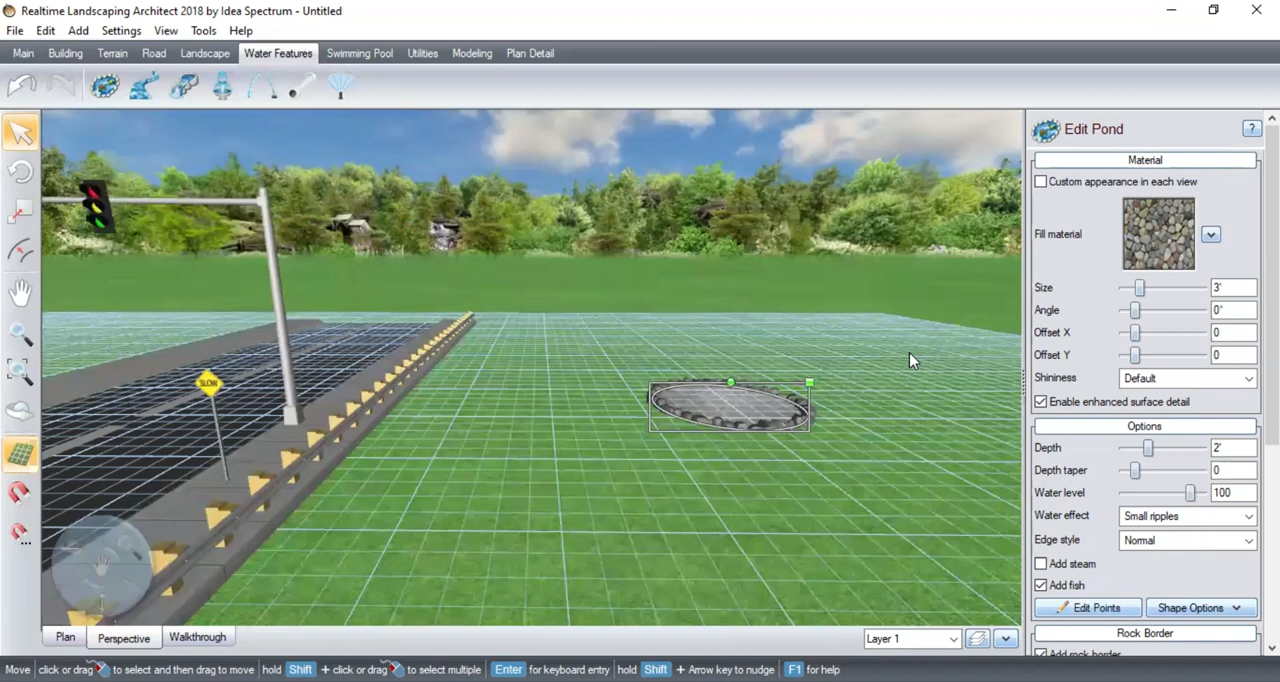 Realtime Landscaping Architect 2018 by Idea Spectrum - Untitled
File Edit Add Settings View Tools Help
Main Building Terrain Road Landscape Water Features Swimming Pool Utilities Modeling Plan Detail
Edit Pond ?
Material
Custom appearance in each view
Fill material
Size 3'
Angle 0°
Offset X 0
Offset Y 0
Shininess Default
Enable enhanced surface detail
Options
Depth 2'
Depth taper 0
Water level 100
Water effect Small ripples
Edge style Normal
Add steam
Add fish
Edit Points Shape Options
Rock Border
Add rock border
SLOW
Plan Perspective Walkthrough Layer 1
Move click or drag to select and then drag to move hold Shift + click or drag to select multiple Enter for keyboard entry hold Shift + Arrow key to nudge F1 for help